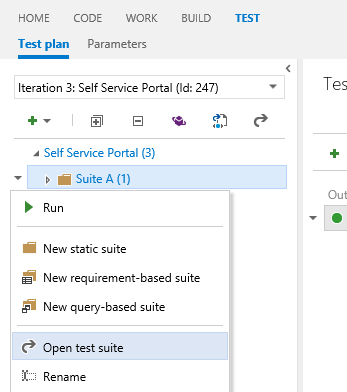 HOME CODE WORK BUILD TEST
Test plan Parameters
Iteration 3: Self Service Portal (Id: 247)
Tes
Self Service Portal (3)
Suite A (1)
Out
Run
New static suite
New requirement-based suite
New query-based suite
Open test suite
Rename